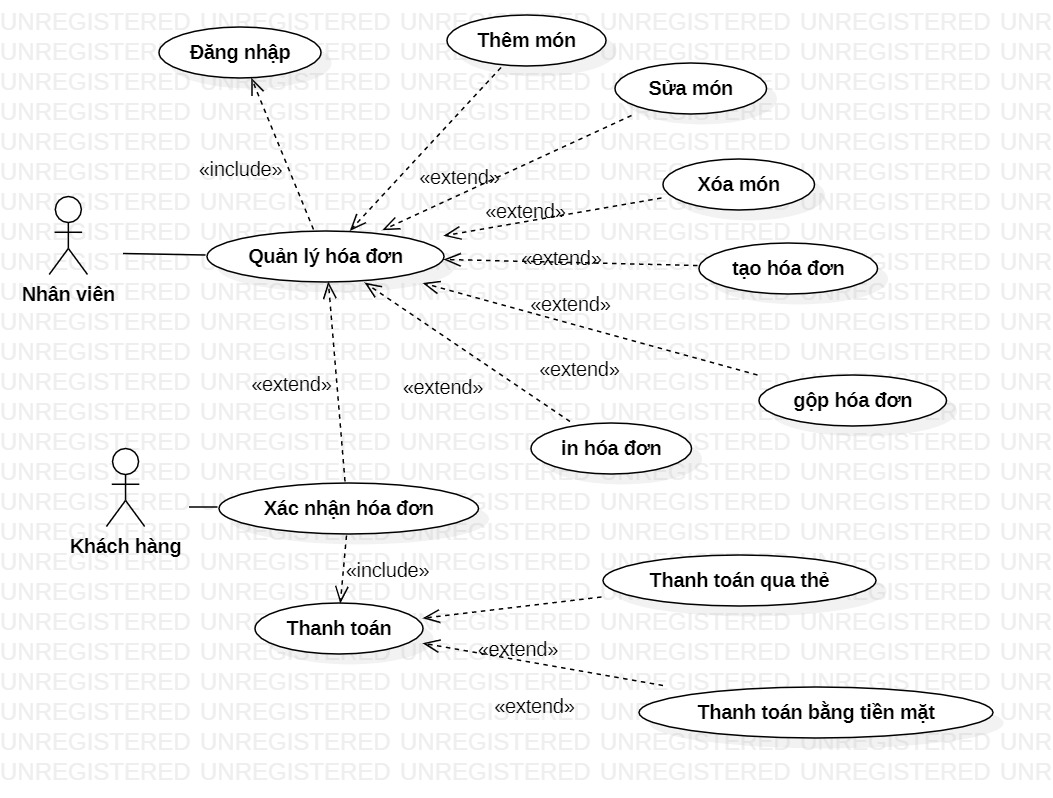 Đăng nhập
Thêm món
Sửa món
«include»
«extend»
Xóa món
«extend»
Quản lý hóa đơn
«extend»
tạo hóa đơn
Nhân viên
«extend»
«extend»
«extend»
«extend»
gộp hóa đơn
in hóa đơn
Xác nhận hóa đơn
Khách hàng
«include»
Thanh toán qua thẻ
Thanh toán
«extend»
«extend»
Thanh toán bằng tiền mặt
UNREGISTERED